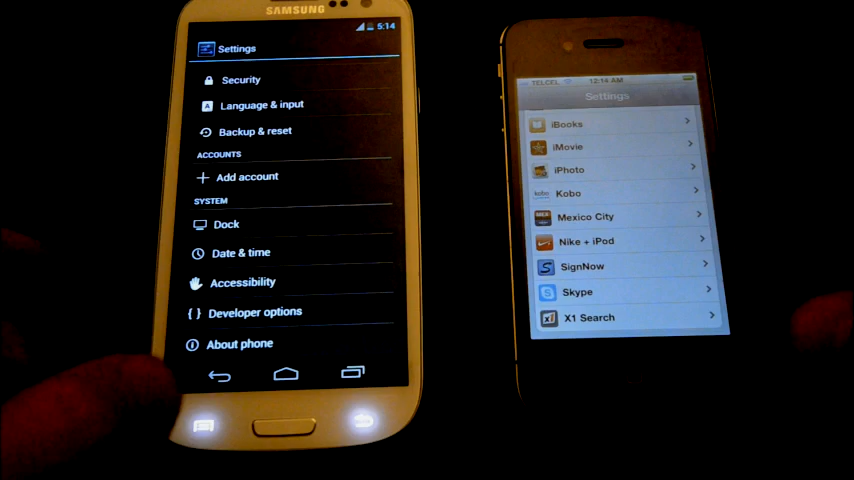 SAMSUNG
5:14
Settings
Security
A Language & input
Backup & reset
ACCOUNTS
Add account
SYSTEM
Dock
Date & time
Accessibility
{ } Developer options
About phone
TELCEL 12:14 AM
Settings
iBooks
iMovie
iPhoto
kobo Kobo
Mexico City
Nike + iPod
S SignNow
S Skype
x1 X1 Search